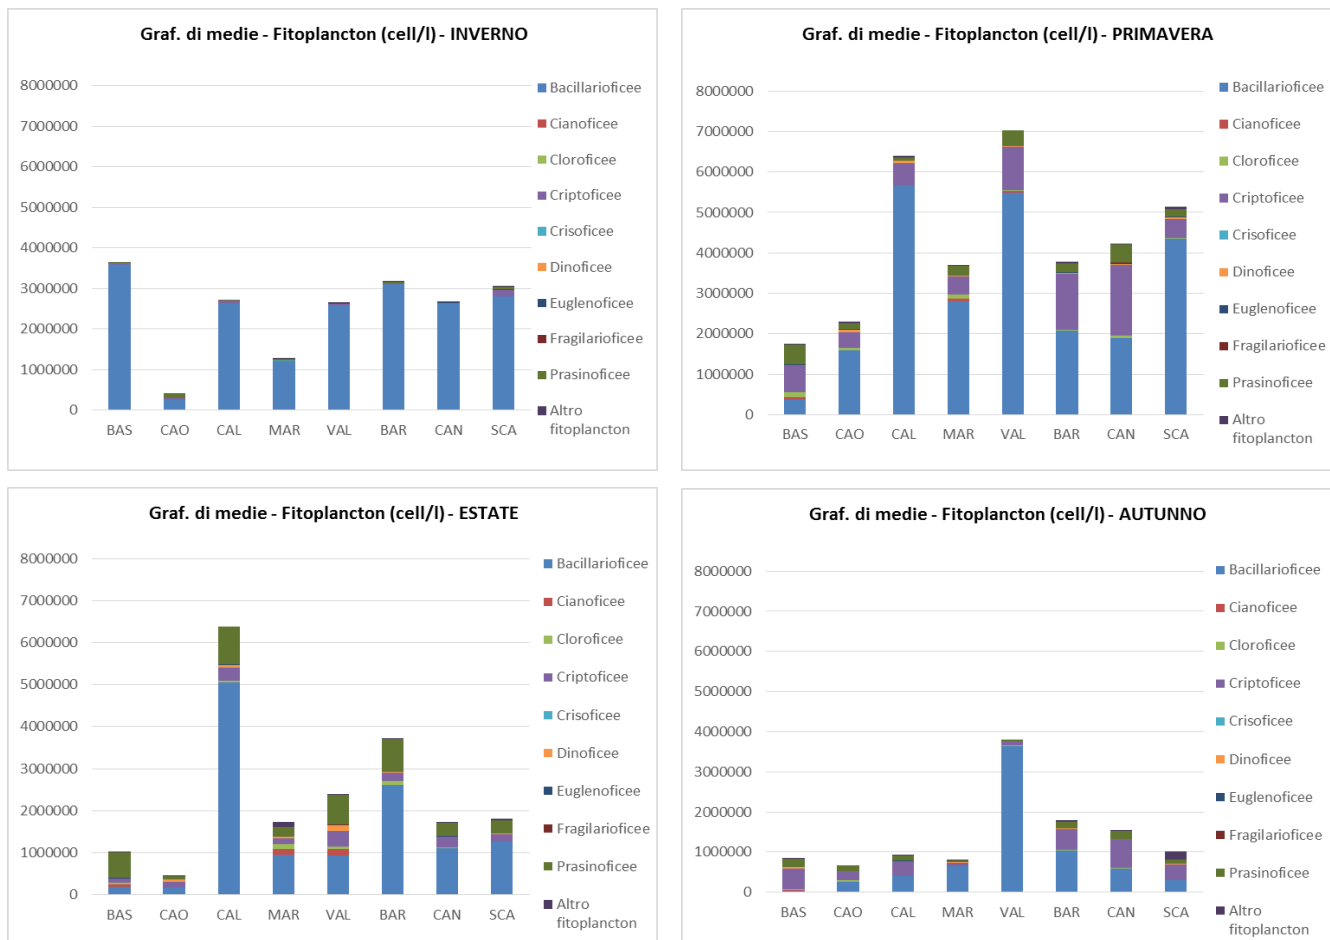 Graf. di medie - Fitoplancton (cell/l) - INVERNO
8000000
7000000
6000000
5000000
4000000
3000000
2000000
1000000
0
BAS CAO CAL MAR VAL BAR CAN SCA
Bacillarioficee
Cianoficee
Cloroficee
Criptoficee
Crisoficee
Dinoficee
Euglenoficee
Fragilarioficee
Prasinoficee
Altro
fitoplancton
Graf. di medie - Fitoplancton (cell/l) - PRIMAVERA
8000000
7000000
6000000
5000000
4000000
3000000
2000000
1000000
0
BAS CAO CAL MAR VAL BAR CAN SCA
Bacillarioficee
Cianoficee
Cloroficee
Criptoficee
Crisoficee
Dinoficee
Euglenoficee
Fragilarioficee
Prasinoficee
Altro
fitoplancton
Graf. di medie - Fitoplancton (cell/l) - ESTATE
8000000
7000000
6000000
5000000
4000000
3000000
2000000
1000000
0
BAS CAO CAL MAR VAL BAR CAN SCA
Bacillarioficee
Cianoficee
Cloroficee
Criptoficee
Crisoficee
Dinoficee
Euglenoficee
Fragilarioficee
Prasinoficee
Altro
fitoplancton
Graf. di medie - Fitoplancton (cell/l) - AUTUNNO
8000000
7000000
6000000
5000000
4000000
3000000
2000000
1000000
0
BAS CAO CAL MAR VAL BAR CAN SCA
Bacillarioficee
Cianoficee
Cloroficee
Criptoficee
Crisoficee
Dinoficee
Euglenoficee
Fragilarioficee
Prasinoficee
Altro
fitoplancton